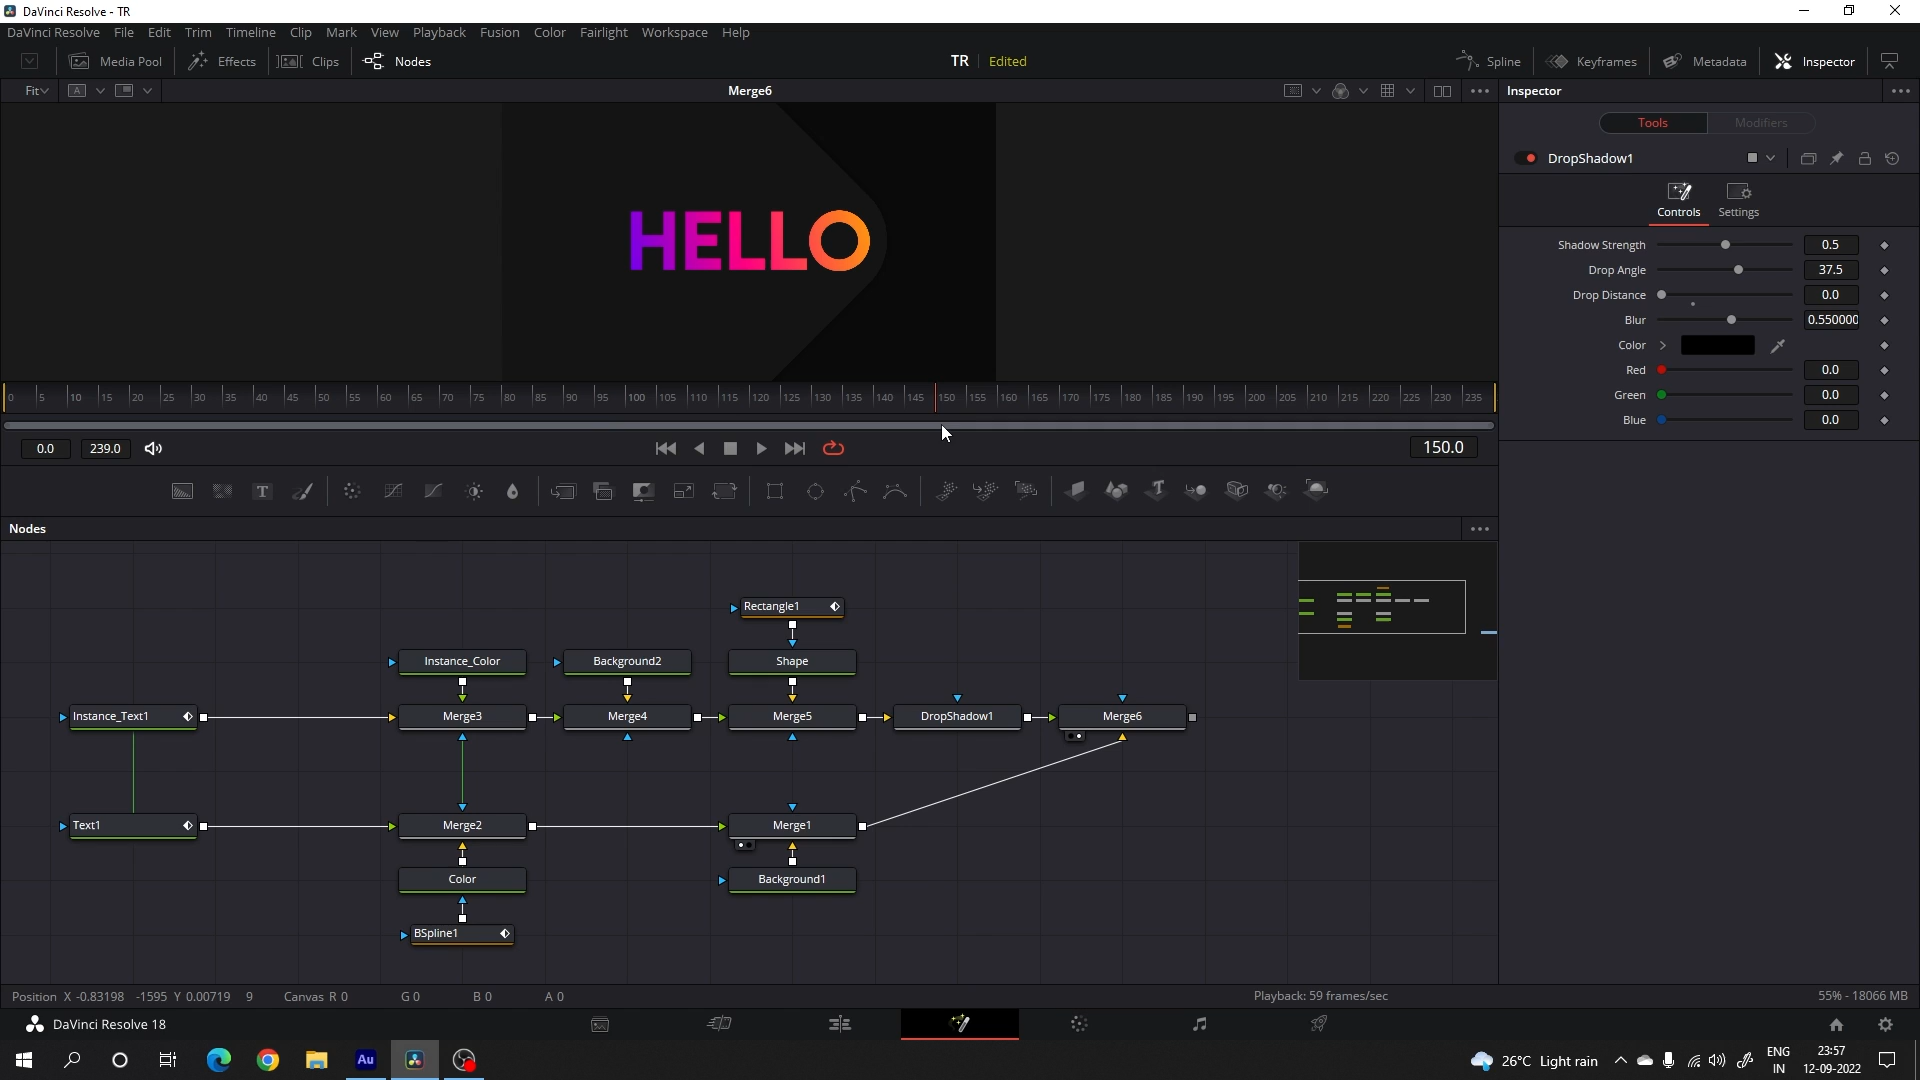 DaVinci Resolve - TR
DaVinci Resolve File Edit Trim Timeline Clip Mark View Playback Fusion Color Fairlight Workspace Help
Media Pool Effects Clips Nodes TR Edited Spline Keyframes Metadata Inspector
Fit A Merge6 Inspector
Tools Modifiers
DropShadow1
Controls Settings
HELLO
Shadow Strength 0.5
Drop Angle 37.5
Drop Distance 0.0
Blur 0.550000
Color
Red 0.0
Green 0.0
Blue 0.0
0 5 10 15 20 25 30 35 40 45 50 55 60 65 70 75 80 85 90 95 100 105 110 115 120 125 130 135 140 145 150 155 160 165 170 175 180 185 190 195 200 205 210 215 220 225 230 235
0.0 239.0 150.0
T T
Nodes
Rectangle1
Instance_Color Background2 Shape
Instance_Text1 Merge3 Merge4 Merge5 DropShadow1 Merge6
Text1 Merge2 Merge1
Color Background1
BSpline1
Position X -0.83198 -1595 Y 0.00719 9 Canvas R 0 G 0 B 0 A 0 Playback: 59 frames/sec 55% - 18066 MB
DaVinci Resolve 18
Au 26°C Light rain ENG IN 23:57 12-09-2022